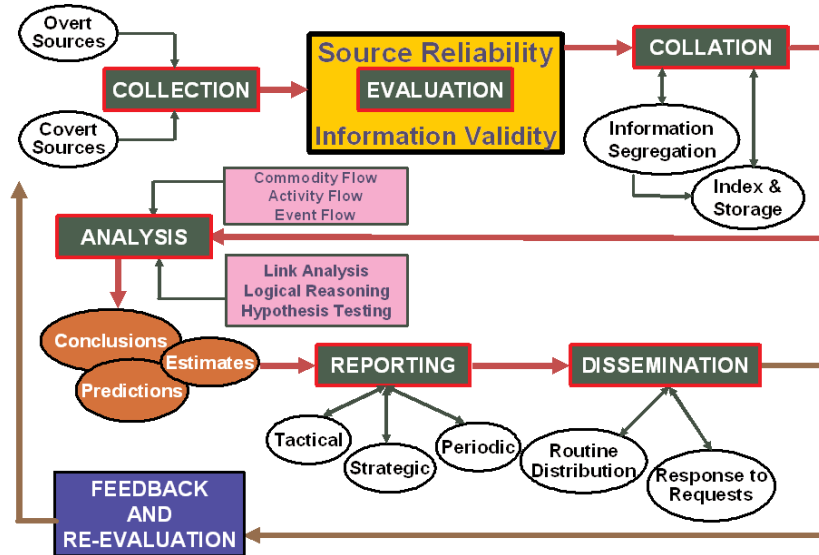 Overt
Sources
COLLECTION
Covert
Sources
Source Reliability
EVALUATION
Information Validity
COLLATION
Information
Segregation
Index &
Storage
Commodity Flow
Activity Flow
Event Flow
ANALYSIS
Link Analysis
Logical Reasoning
Hypothesis Testing
Conclusions
Estimates
Predictions
REPORTING
DISSEMINATION
Tactical
Strategic
Periodic
Routine
Distribution
Response to
Requests
FEEDBACK
AND
RE-EVALUATION